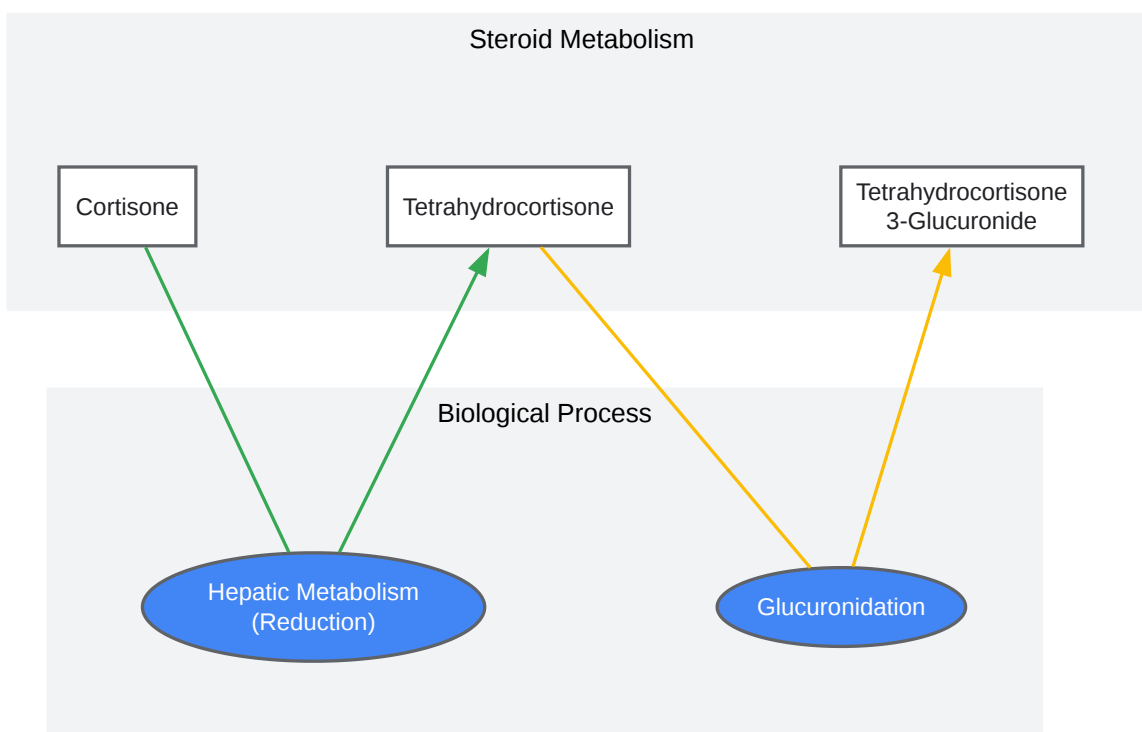 Steroid Metabolism
Cortisone
Tetrahydrocortisone
Tetrahydrocortisone
3-Glucuronide
Biological Process
Hepatic Metabolism
(Reduction)
Glucuronidation